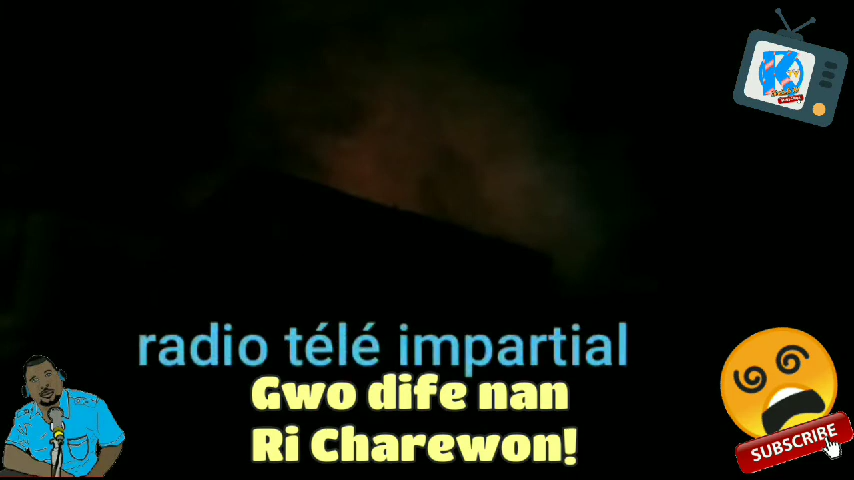 radio télé impartial
Gwo dife nan
Ri Charewon!
SUBSCRIBE